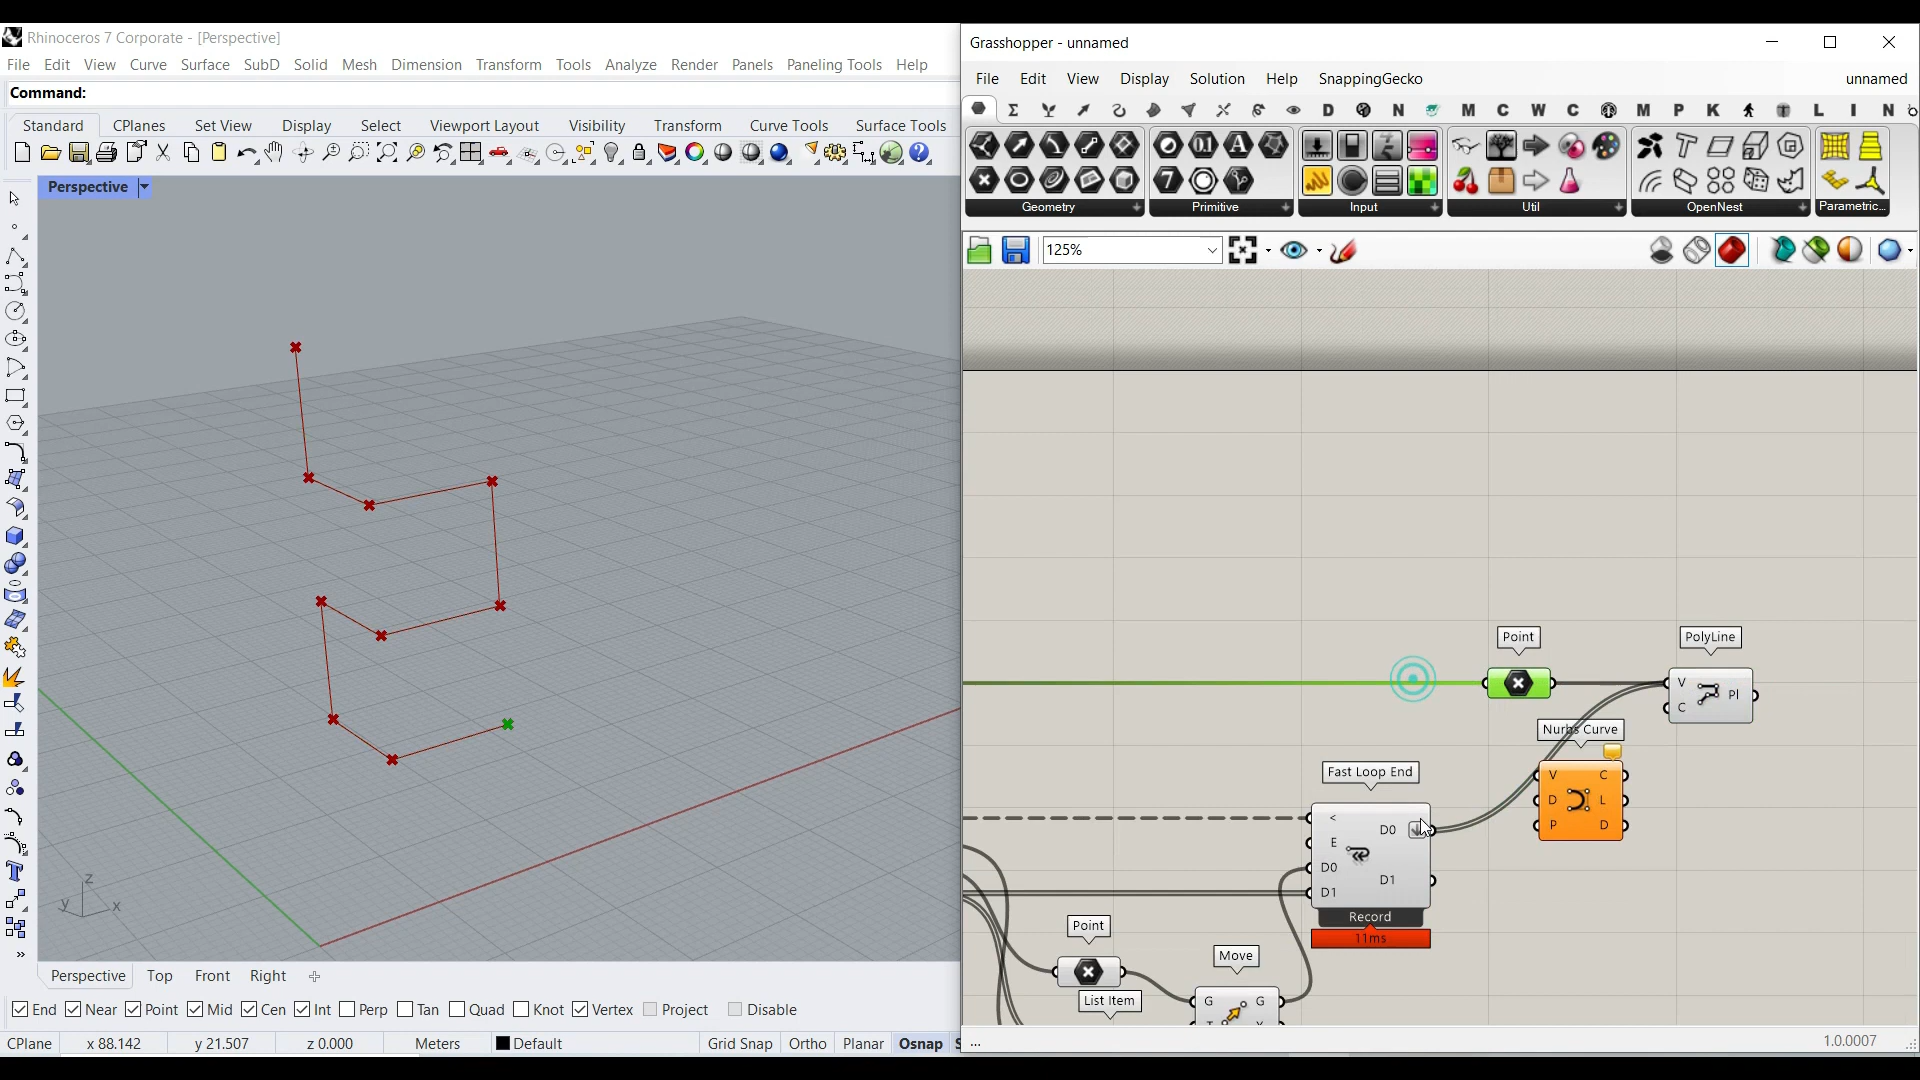 Rhinoceros 7 Corporate - [Perspective]
File Edit View Curve Surface SubD Solid Mesh Dimension Transform Tools Analyze Render Panels Paneling Tools Help
Command:
Standard CPlanes Set View Display Select Viewport Layout Visibility Transform Curve Tools Surface Tools
Perspective
z
y x
Perspective Top Front Right
End Near Point Mid Cen Int Perp Tan Quad Knot Vertex Project Disable
CPlane x 88.142 y 21.507 z 0.000 Meters Default Grid Snap Ortho Planar Osnap S
Grasshopper - unnamed
File Edit View Display Solution Help SnappingGecko unnamed
D N M C W C M P K L I N
Geometry Primitive Input Util OpenNest Parametric...
125%
Point PolyLine
V Pl
C
Nurbs Curve
V C
D L
P D
Fast Loop End
<
D0
E
D0
D1
D1
Record
11ms
Point
Move
List Item
G G
... 1.0.0007